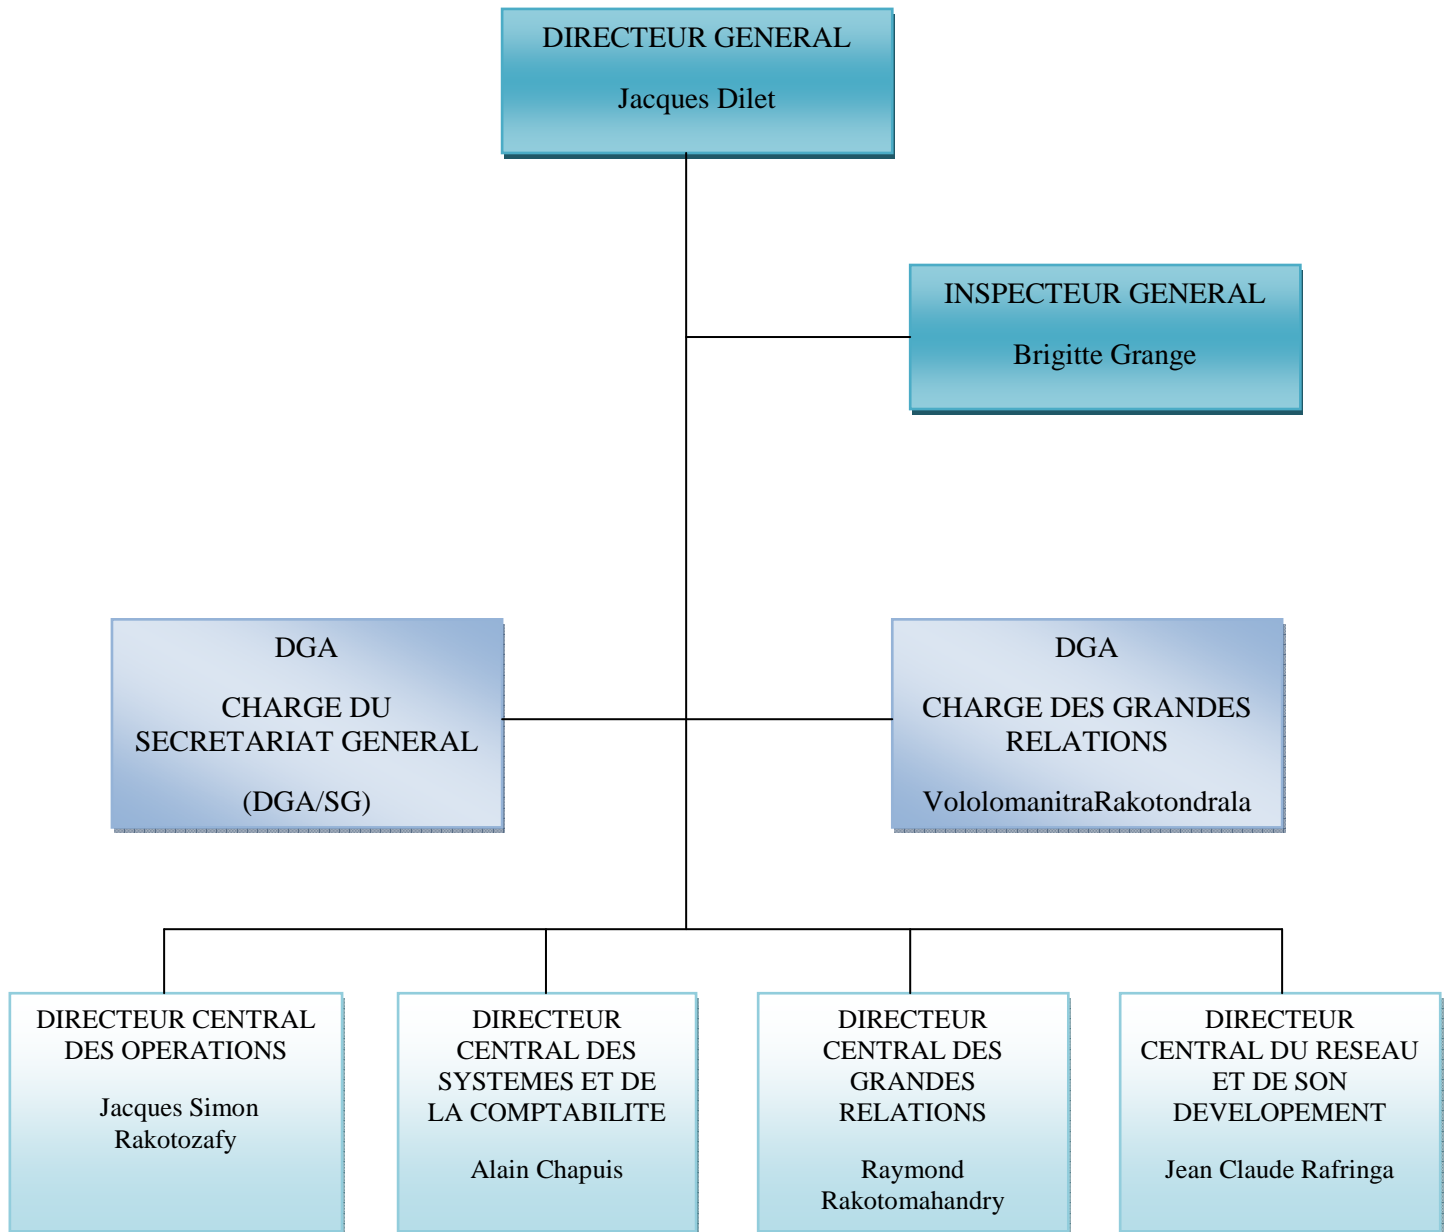 DIRECTEUR GENERAL
Jacques Dilet
INSPECTEUR GENERAL
Brigitte Grange
DGA
CHARGE DU
SECRETARIAT GENERAL
(DGA/SG)
DGA
CHARGE DES GRANDES
RELATIONS
VololomanitraRakotondrala
DIRECTEUR CENTRAL
DES OPERATIONS
Jacques Simon
Rakotozafy
DIRECTEUR
CENTRAL DES
SYSTEMES ET DE
LA COMPTABILITE
Alain Chapuis
DIRECTEUR
CENTRAL DES
GRANDES
RELATIONS
Raymond
Rakotomahandry
DIRECTEUR
CENTRAL DU RESEAU
ET DE SON
DEVELOPEMENT
Jean Claude Rafringa